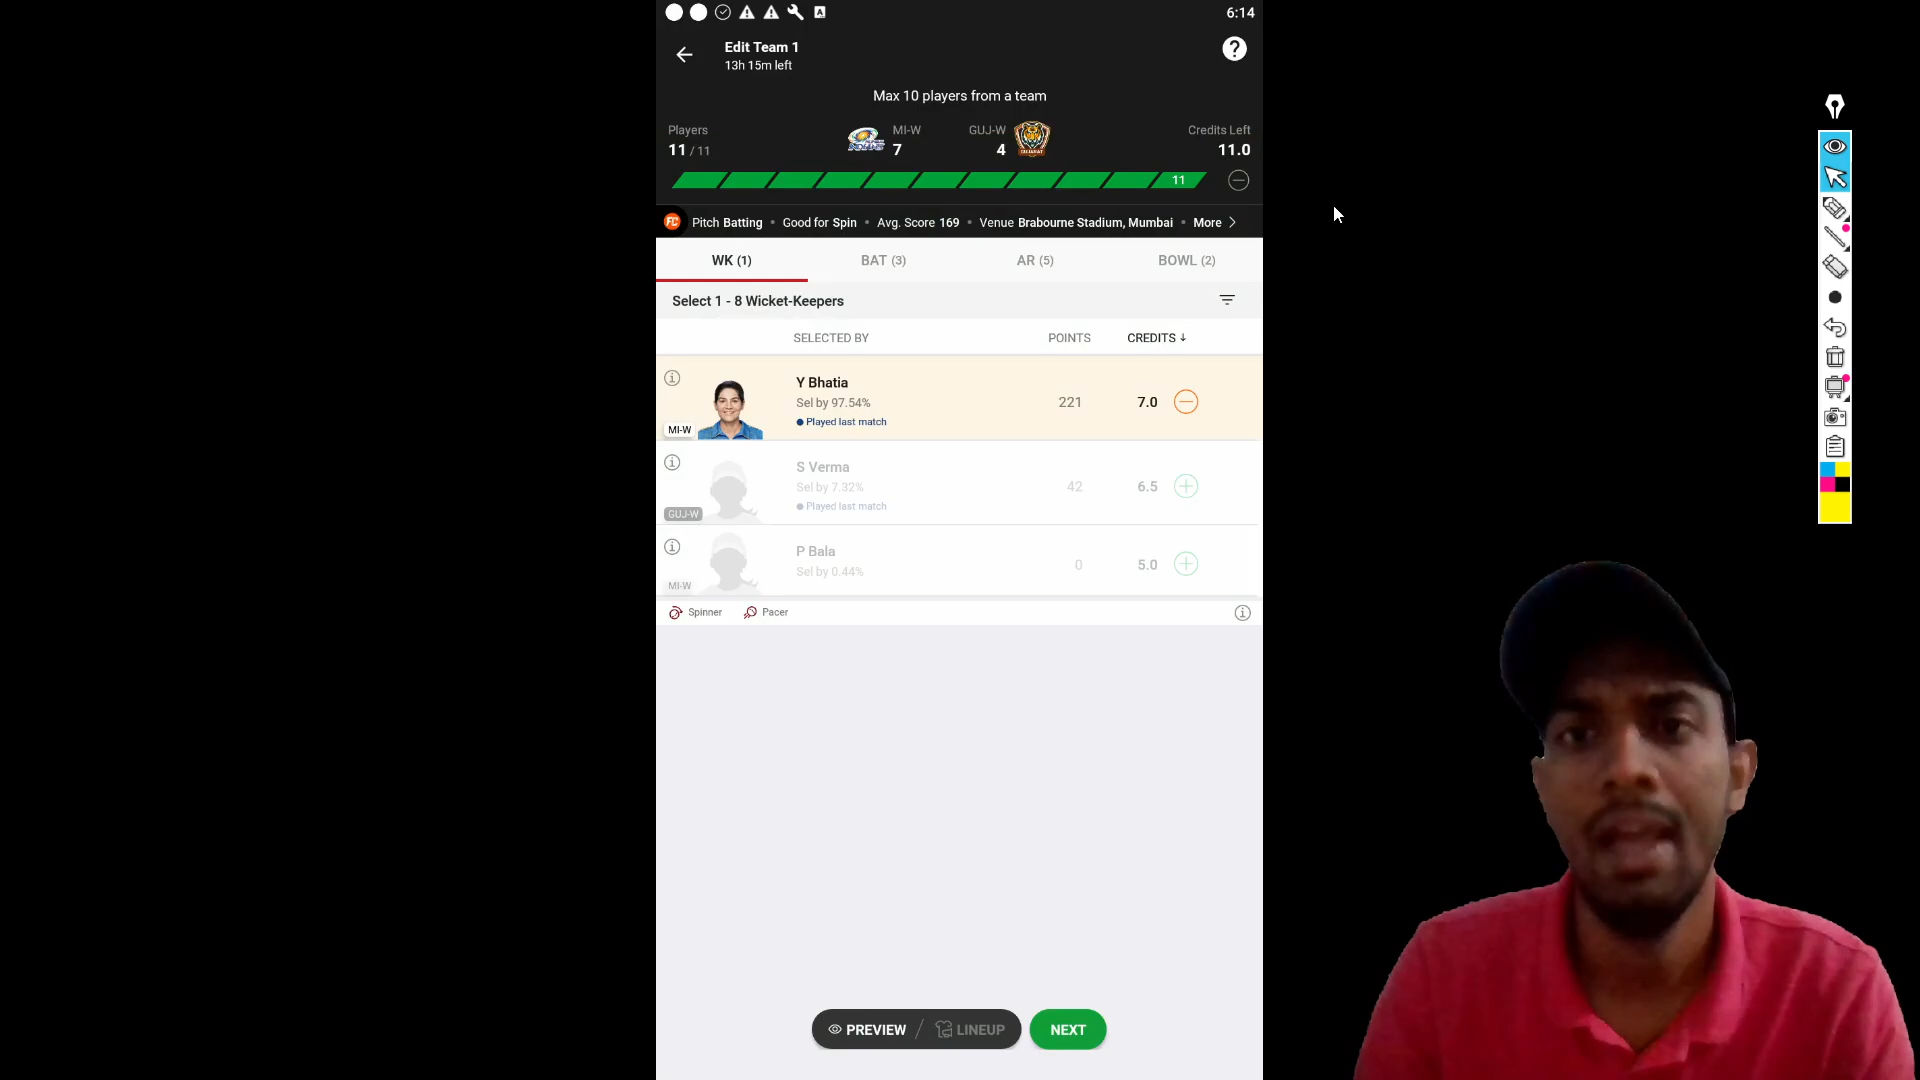 6:14
Edit Team 1
13h 15m left
?
Max 10 players from a team
Players
11 / 11
MI-W
7
GUJ-W
4
Credits Left
11.0
11
FC Pitch Batting • Good for Spin • Avg. Score 169 • Venue Brabourne Stadium, Mumbai • More
WK (1) BAT (3) AR (5) BOWL (2)
Select 1 - 8 Wicket-Keepers
SELECTED BY POINTS CREDITS ↓
Y Bhatia
Sel by 97.54%
Played last match
MI-W
221 7.0
S Verma
Sel by 7.32%
Played last match
GUJ-W
42 6.5
P Bala
Sel by 0.44%
MI-W
0 5.0
Spinner Pacer
PREVIEW / LINEUP NEXT